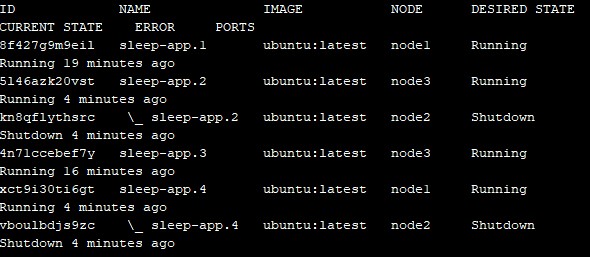 ID             NAME              IMAGE           NODE      DESIRED STATE
CURRENT STATE    ERROR     PORTS
8f427g9m9eil   sleep-app.1       ubuntu:latest   node1     Running
Running 19 minutes ago
5l46azk20vst   sleep-app.2       ubuntu:latest   node3     Running
Running 4 minutes ago
kn8qflythsrc    \_ sleep-app.2   ubuntu:latest   node2     Shutdown
Shutdown 4 minutes ago
4n71ccebef7y   sleep-app.3       ubuntu:latest   node3     Running
Running 16 minutes ago
xct9i30ti6gt   sleep-app.4       ubuntu:latest   node1     Running
Running 4 minutes ago
vboulbdjs9zc    \_ sleep-app.4   ubuntu:latest   node2     Shutdown
Shutdown 4 minutes ago